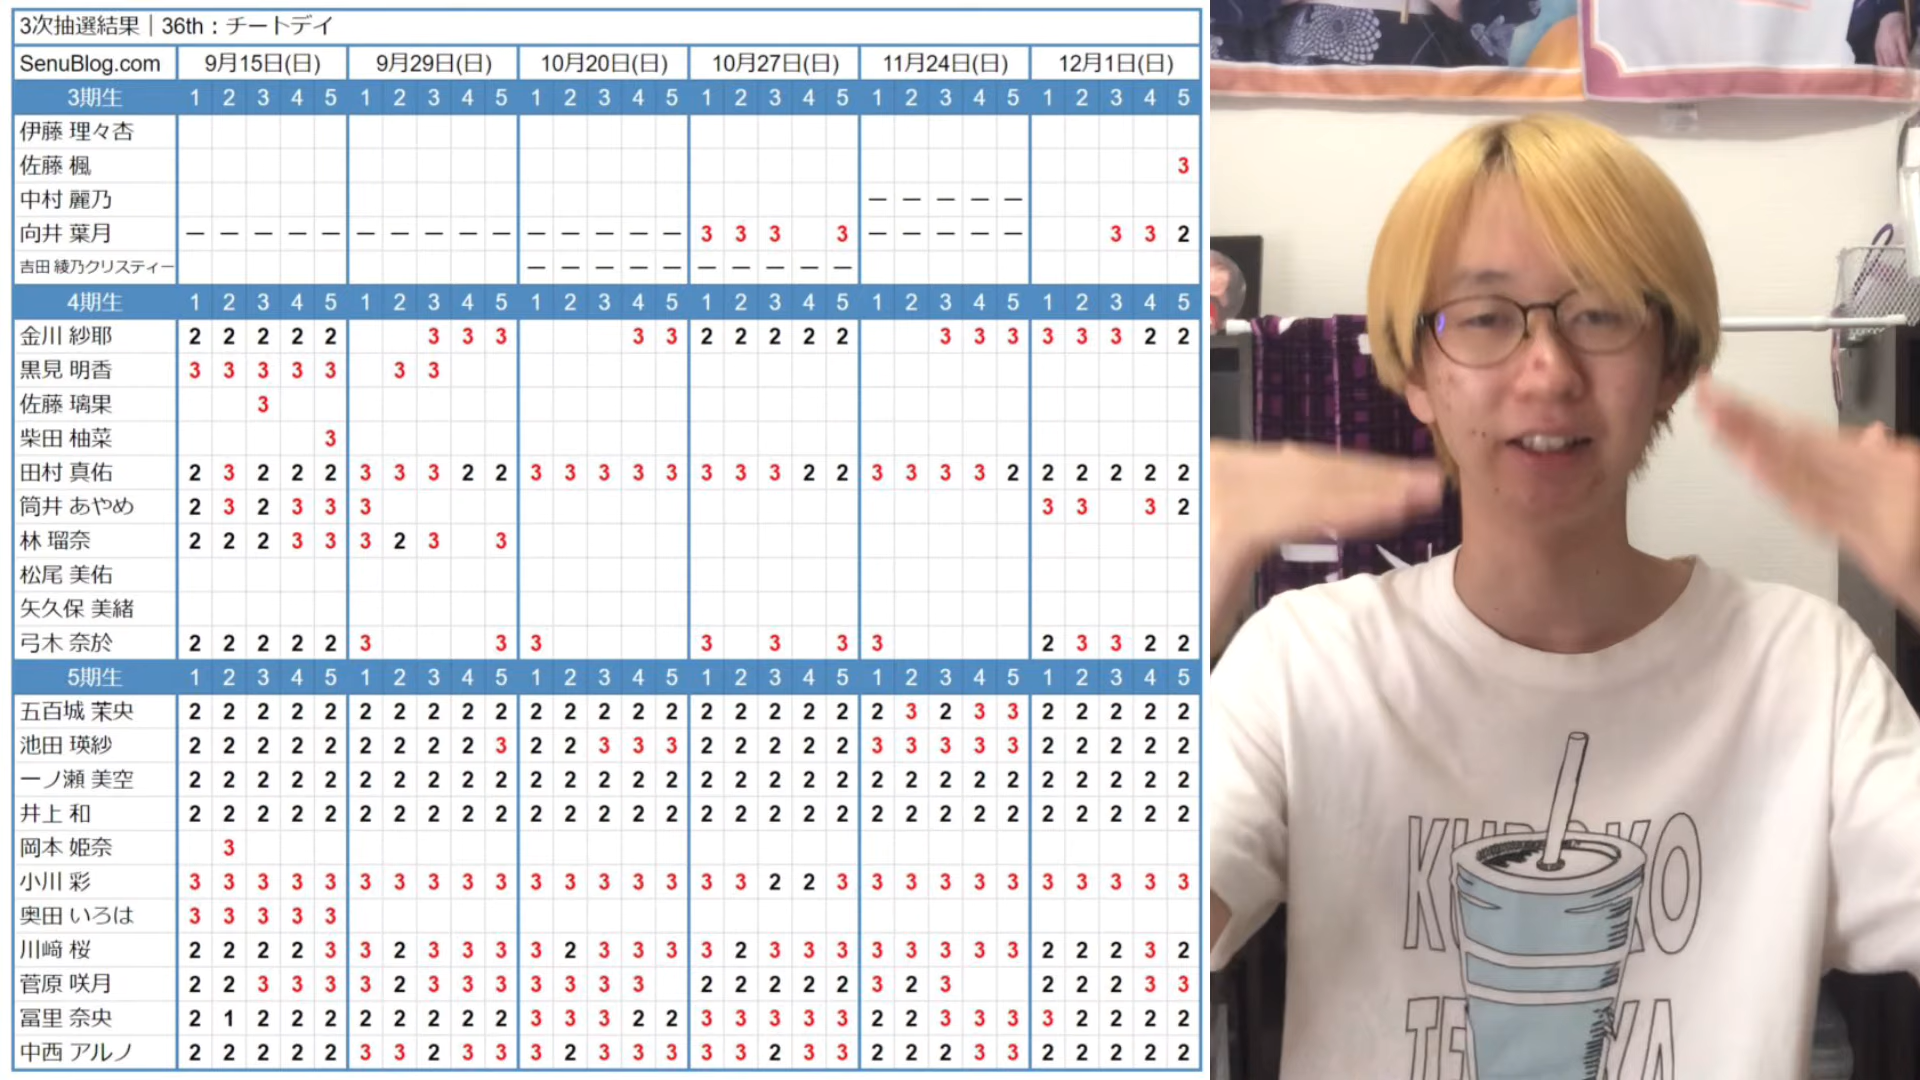 3次抽選結果｜36th：チートデイ
SenuBlog.com 9月15日(日) 9月29日(日) 10月20日(日) 10月27日(日) 11月24日(日) 12月1日(日)
3期生 1 2 3 4 5 1 2 3 4 5 1 2 3 4 5 1 2 3 4 5 1 2 3 4 5 1 2 3 4 5
伊藤 理々杏
佐藤 楓 3
中村 麗乃 — — — — —
向井 葉月 — — — — — — — — — — — — — — — 3 3 3 3 — — — — — 3 3 2
吉田 綾乃クリスティー — — — — — — — — — —
4期生 1 2 3 4 5 1 2 3 4 5 1 2 3 4 5 1 2 3 4 5 1 2 3 4 5 1 2 3 4 5
金川 紗耶 2 2 2 2 2 3 3 3 3 3 2 2 2 2 2 3 3 3 3 3 3 2 2
黒見 明香 3 3 3 3 3 3 3
佐藤 璃果 3
柴田 柚菜 3
田村 真佑 2 3 2 2 2 3 3 3 2 2 3 3 3 3 3 3 3 3 2 2 3 3 3 3 2 2 2 2 2 2
筒井 あやめ 2 3 2 3 3 3 3 3 3 2
林 瑠奈 2 2 2 3 3 3 2 3 3
松尾 美佑
矢久保 美緒
弓木 奈於 2 2 2 2 2 3 3 3 3 3 3 3 2 3 3 2 2
5期生 1 2 3 4 5 1 2 3 4 5 1 2 3 4 5 1 2 3 4 5 1 2 3 4 5 1 2 3 4 5
五百城 茉央 2 2 2 2 2 2 2 2 2 2 2 2 2 2 2 2 2 2 2 2 2 3 2 3 3 2 2 2 2 2
池田 瑛紗 2 2 2 2 2 2 2 2 2 3 2 2 3 3 3 2 2 2 2 2 3 3 3 3 3 2 2 2 2 2
一ノ瀬 美空 2 2 2 2 2 2 2 2 2 2 2 2 2 2 2 2 2 2 2 2 2 2 2 2 2 2 2 2 2 2
井上 和 2 2 2 2 2 2 2 2 2 2 2 2 2 2 2 2 2 2 2 2 2 2 2 2 2 2 2 2 2 2
岡本 姫奈 3
小川 彩 3 3 3 3 3 3 3 3 3 3 3 3 3 3 3 3 3 2 2 3 3 3 3 3 3 3 3 3 3 3
奥田 いろは 3 3 3 3 3
川﨑 桜 2 2 2 2 3 3 2 3 3 3 3 2 3 3 3 3 2 3 3 3 3 3 3 3 3 2 2 2 3 2
菅原 咲月 2 2 3 3 3 3 2 3 3 3 3 3 3 3 2 2 2 2 2 3 2 3 2 2 2 3 3
冨里 奈央 2 1 2 2 2 2 2 2 2 2 3 3 3 2 2 3 3 3 3 3 2 2 3 3 3 3 2 2 2 2
中西 アルノ 2 2 2 2 2 3 3 2 3 3 3 2 3 3 3 3 3 2 3 3 2 2 2 3 3 2 2 2 2 2